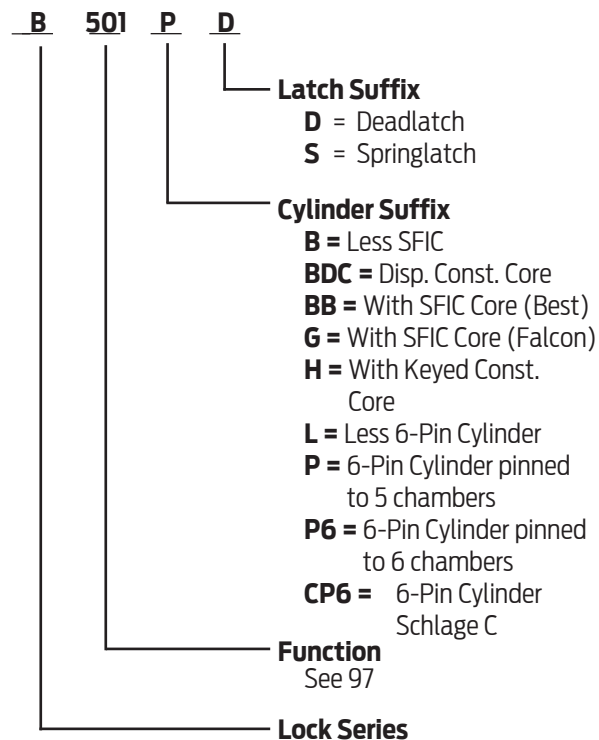 B 501 P D
Latch Suffix
D = Deadlatch
S = Springlatch
Cylinder Suffix
B = Less SFIC
BDC = Disp. Const. Core
BB = With SFIC Core (Best)
G = With SFIC Core (Falcon)
H = With Keyed Const.
Core
L = Less 6-Pin Cylinder
P = 6-Pin Cylinder pinned
to 5 chambers
P6 = 6-Pin Cylinder pinned
to 6 chambers
CP6 = 6-Pin Cylinder
Schlage C
Function
See 97
Lock Series